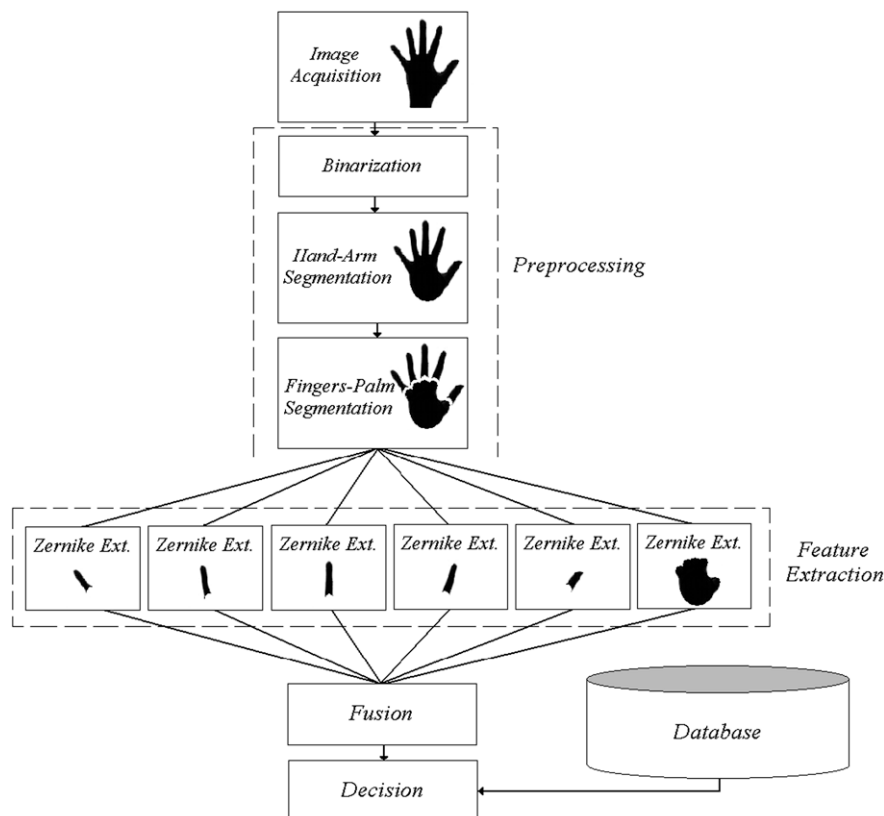 Image
Acquisition
Binarization
Hand-Arm
Segmentation
Preprocessing
Fingers-Palm
Segmentation
Zernike Ext.
Zernike Ext.
Zernike Ext.
Zernike Ext.
Zernike Ext.
Zernike Ext.
Feature
Extraction
Fusion
Database
Decision